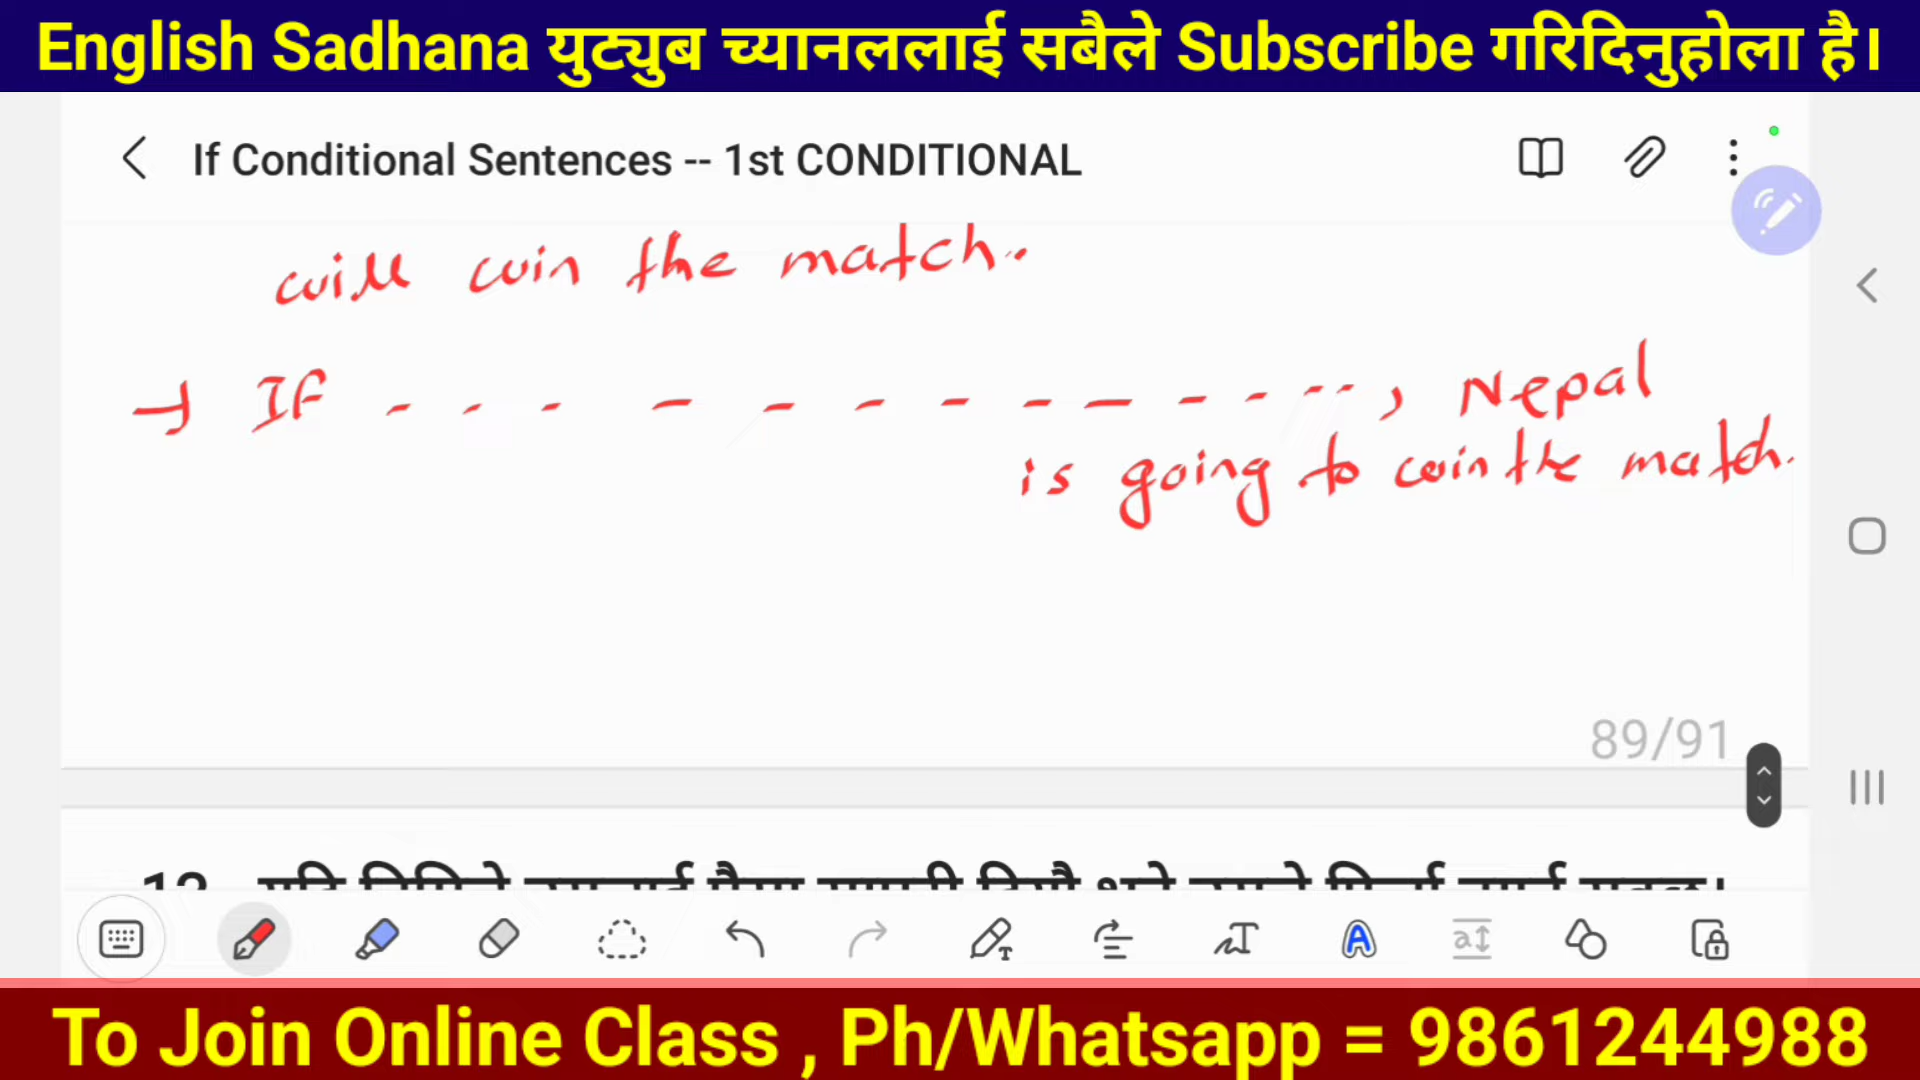 English Sadhana युट्युब च्यानललाई सबैले Subscribe गरिदिनुहोला है।
If Conditional Sentences -- 1st CONDITIONAL
will win the match.
→ If - - - - - - - - - - - - - , Nepal
is going to win the match.
89/91
To Join Online Class , Ph/Whatsapp = 9861244988